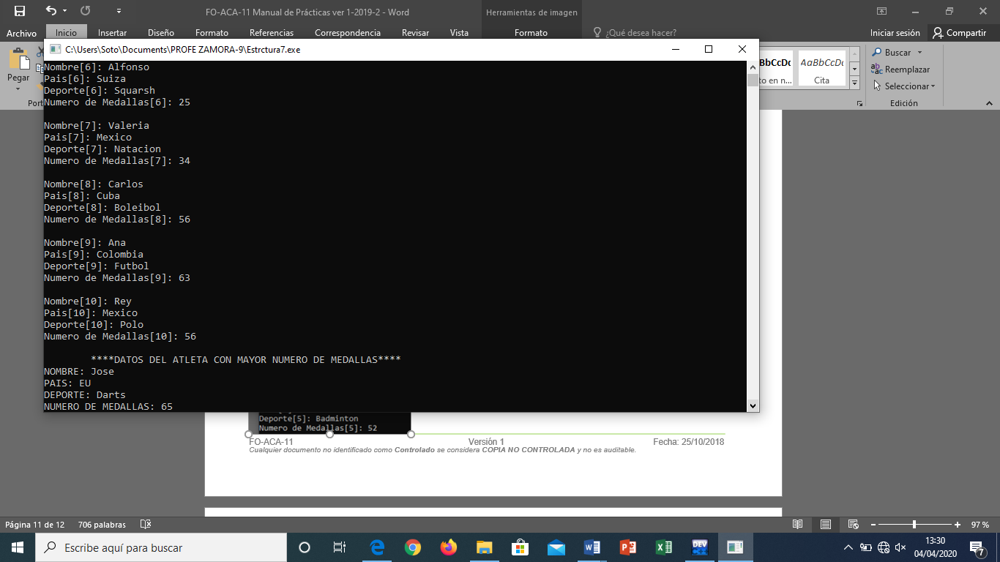 FO-ACA-11 Manual de Prácticas ver 1-2019-2 - Word
Herramientas de imagen
Archivo Inicio Insertar Diseño Formato Referencias Correspondencia Revisar Vista Formato ¿Qué desea hacer? Iniciar sesión Compartir
C:\Users\Soto\Documents\PROFE ZAMORA-9\Estrctura7.exe
Pegar
Port
AaBbCcDc
to en n...
Cita
Buscar
Reemplazar
Seleccionar
Edición
Nombre[6]: Alfonso
Pais[6]: Suiza
Deporte[6]: Squarsh
Numero de Medallas[6]: 25
Nombre[7]: Valeria
Pais[7]: Mexico
Deporte[7]: Natacion
Numero de Medallas[7]: 34
Nombre[8]: Carlos
Pais[8]: Cuba
Deporte[8]: Boleibol
Numero de Medallas[8]: 56
Nombre[9]: Ana
Pais[9]: Colombia
Deporte[9]: Futbol
Numero de Medallas[9]: 63
Nombre[10]: Rey
Pais[10]: Mexico
Deporte[10]: Polo
Numero de Medallas[10]: 56
****DATOS DEL ATLETA CON MAYOR NUMERO DE MEDALLAS****
NOMBRE: Jose
PAIS: EU
DEPORTE: Darts
NUMERO DE MEDALLAS: 65
Deporte[5]: Badminton
Numero de Medallas[5]: 52
FO-ACA-11 Versión 1 Fecha: 25/10/2018
Cualquier documento no identificado como Controlado se considera COPIA NO CONTROLADA y no es auditable.
Página 11 de 12 706 palabras 97 %
Escribe aquí para buscar
DEV
13:30
04/04/2020
7